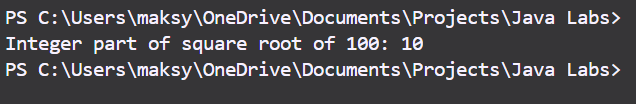 PS C:\Users\maksy\OneDrive\Documents\Projects\Java Labs>
Integer part of square root of 100: 10
PS C:\Users\maksy\OneDrive\Documents\Projects\Java Labs>